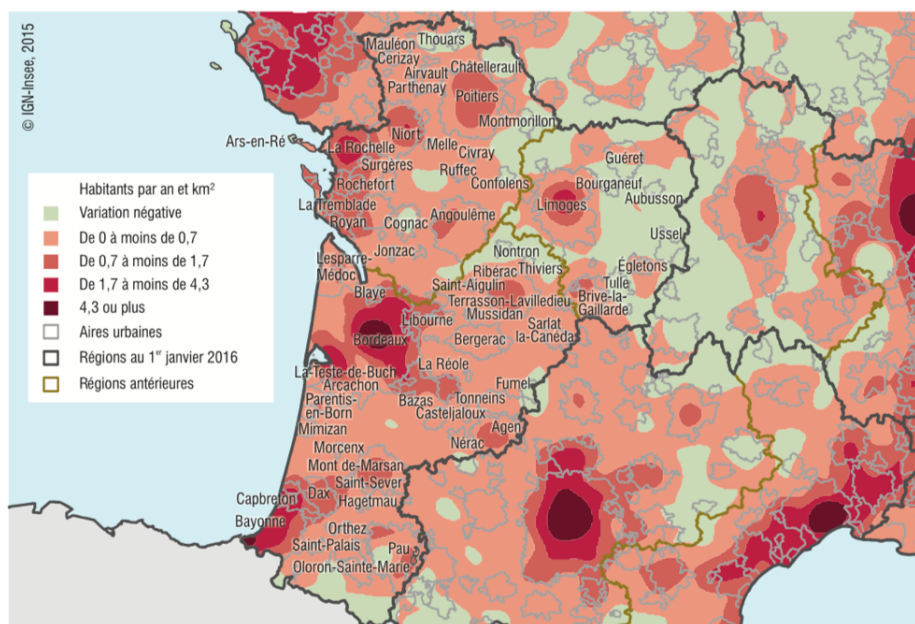 © IGN-Insee, 2015
Habitants par an et km²
Variation négative
De 0 à moins de 0,7
De 0,7 à moins de 1,7
De 1,7 à moins de 4,3
4,3 ou plus
Aires urbaines
Régions au 1er janvier 2016
Régions antérieures
Mauléon
Thouars
Cerizay
Airvault
Châtellerault
Parthenay
Poitiers
Montmorillon
Ars-en-Ré
Niort
La Rochelle
Melle
Civray
Surgères
Ruffec
Rochefort
Confolens
La Tremblade
Royan
Cognac
Angoulême
Jonzac
Guéret
Bourganeuf
Limoges
Aubusson
Ussel
Égletons
Tulle
Brive-la-
Gaillarde
Nontron
Lesparre-
Médoc
Ribérac
Thiviers
Saint-Aigulin
Blaye
Terrasson-Lavilledieu
Mussidan
Libourne
Bordeaux
Bergerac
Sarlat
la-Canéda
La Réole
La-Teste-de-Buch
Arcachon
Fumel
Parentis-
en-Born
Bazas
Tonneins
Casteljaloux
Mimizan
Agen
Nérac
Morcenx
Mont de-Marsan
Saint-Sever
Capbreton
Dax
Hagetmau
Bayonne
Orthez
Saint-Palais
Pau
Oloron-Sainte-Marie